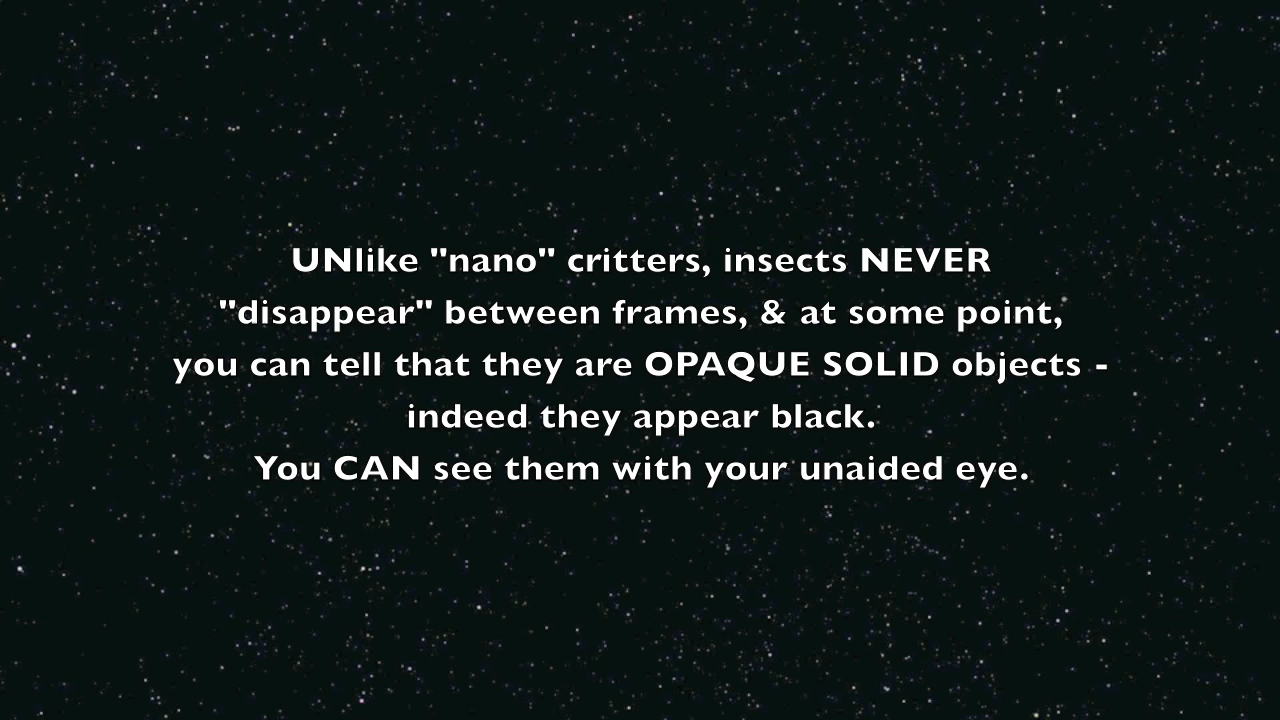 UNlike "nano" critters, insects NEVER
"disappear" between frames, & at some point,
you can tell that they are OPAQUE SOLID objects -
indeed they appear black.
You CAN see them with your unaided eye.